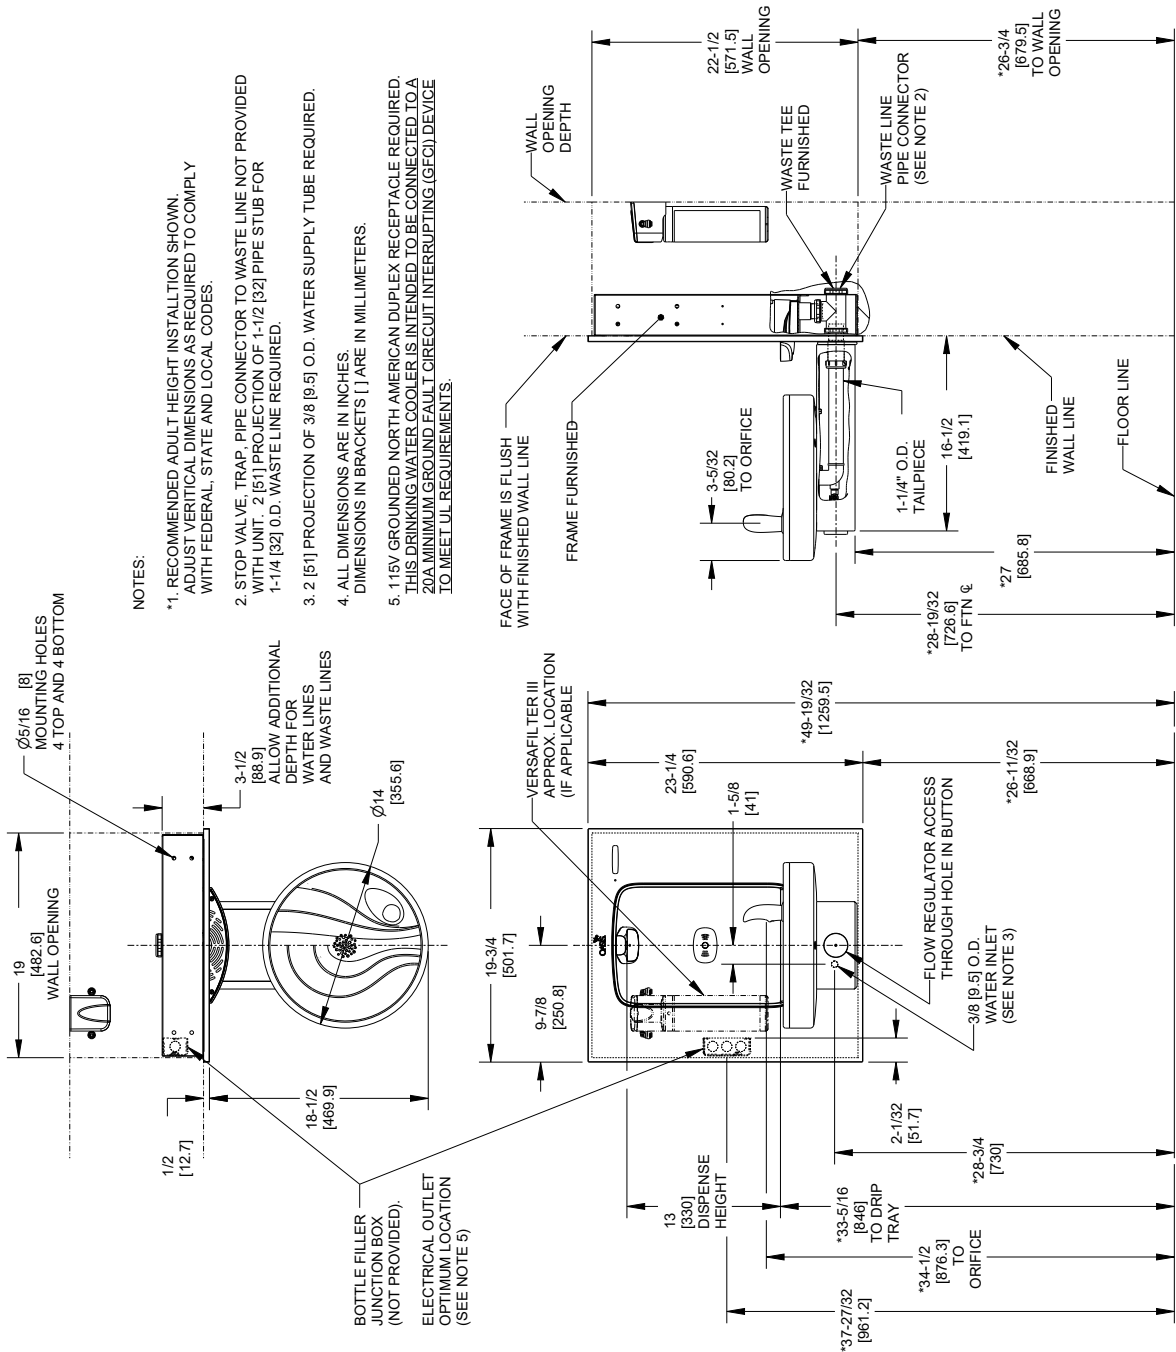 Ø5/16 [8]
MOUNTING HOLES
4 TOP AND 4 BOTTOM
19
[482.6]
WALL OPENING
3-1/2
[88.9]
ALLOW ADDITIONAL
DEPTH FOR
WATER LINES
AND WASTE LINES
Ø14
[355.6]
1/2
[12.7]
18-1/2
[469.9]
BOTTLE FILLER
JUNCTION BOX
(NOT PROVIDED).
ELECTRICAL OUTLET
OPTIMUM LOCATION
(SEE NOTE 5)
NOTES:
*1. RECOMMENDED ADULT HEIGHT INSTALLTION SHOWN.
ADJUST VERITICAL DIMENSIONS AS REQUIRED TO COMPLY
WITH FEDERAL, STATE AND LOCAL CODES.
2. STOP VALVE, TRAP, PIPE CONNECTOR TO WASTE LINE NOT PROVIDED
WITH UNIT. 2 [51] PROJECTION OF 1-1/2 [32] PIPE STUB FOR
1-1/4 [32] O.D. WASTE LINE REQUIRED.
3. 2 [51] PROJECTION OF 3/8 [9.5] O.D. WATER SUPPLY TUBE REQUIRED.
4. ALL DIMENSIONS ARE IN INCHES.
DIMENSIONS IN BRACKETS [ ] ARE IN MILLIMETERS.
5. 115V GROUNDED NORTH AMERICAN DUPLEX RECEPTACLE REQUIRED.
THIS DRINKING WATER COOLER IS INTENDED TO BE CONNECTED TO A
20A MINIMUM GROUND FAULT CIRECUIT INTERRUPTING (GFCI) DEVICE
TO MEET UL REQUIREMENTS.
VERSAFILTER III
APPROX. LOCATION
(IF APPLICABLE
19-3/4
[501.7]
9-7/8
[250.8]
23-1/4
[590.6]
1-5/8
[41]
*49-19/32
[1259.5]
*26-11/32
[668.9]
FLOW REGULATOR ACCESS
THROUGH HOLE IN BUTTON
3/8 [9.5] O.D.
WATER INLET
(SEE NOTE 3)
2-1/32
[51.7]
*28-3/4
[730]
13
[330]
DISPENSE
HEIGHT
*33-5/16
[846]
TO DRIP
TRAY
*34-1/2
[876.3]
TO
ORIFICE
*37-27/32
[961.2]
FACE OF FRAME IS FLUSH
WITH FINISHED WALL LINE
FRAME FURNISHED
WALL
OPENING
DEPTH
22-1/2
[571.5]
WALL
OPENING
*26-3/4
[679.5]
TO WALL
OPENING
WASTE TEE
FURNISHED
WASTE LINE
PIPE CONNECTOR
(SEE NOTE 2)
3-5/32
[80.2]
TO ORIFICE
1-1/4" O.D.
TAILPIECE
16-1/2
[419.1]
FINISHED
WALL LINE
FLOOR LINE
*27
[685.8]
*28-19/32
[726.6]
TO FTN ℄